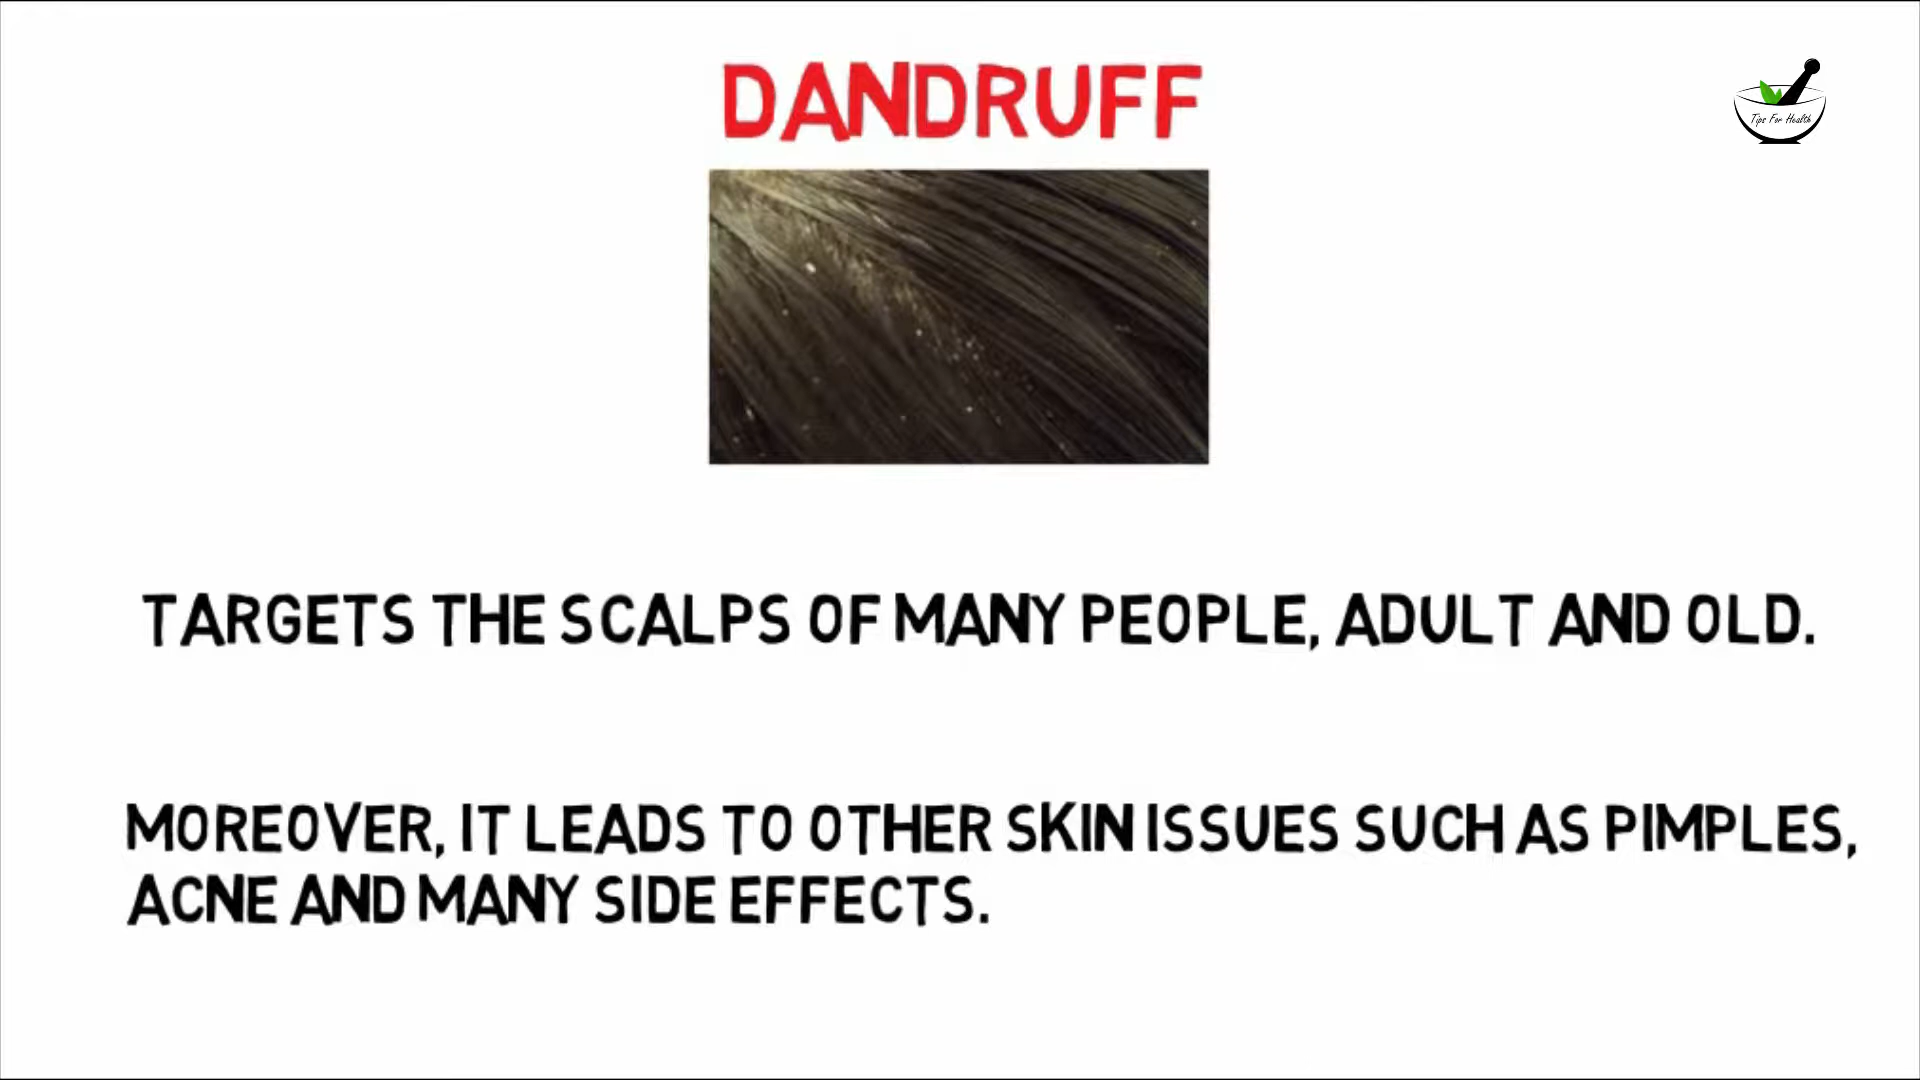 DANDRUFF
Tips For Health
TARGETS THE SCALPS OF MANY PEOPLE, ADULT AND OLD.
MOREOVER, IT LEADS TO OTHER SKIN ISSUES SUCH AS PIMPLES,
ACNE AND MANY SIDE EFFECTS.